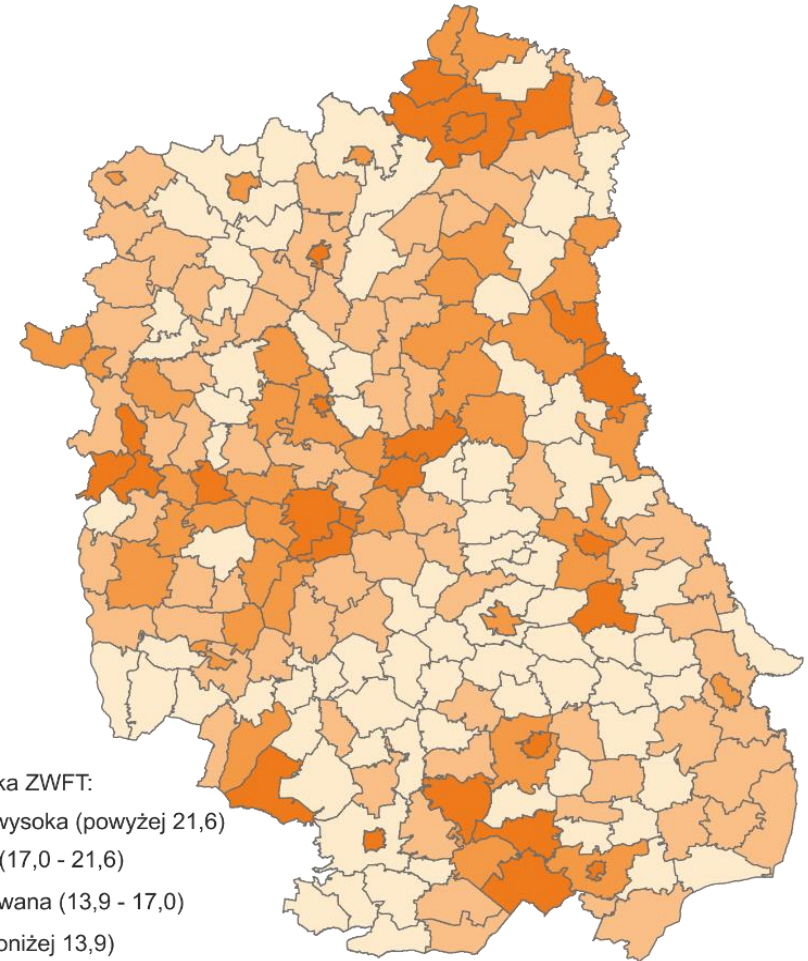 ka ZWFT:
wysoka (powyżej 21,6)
(17,0 - 21,6)
wana (13,9 - 17,0)
oniżej 13,9)